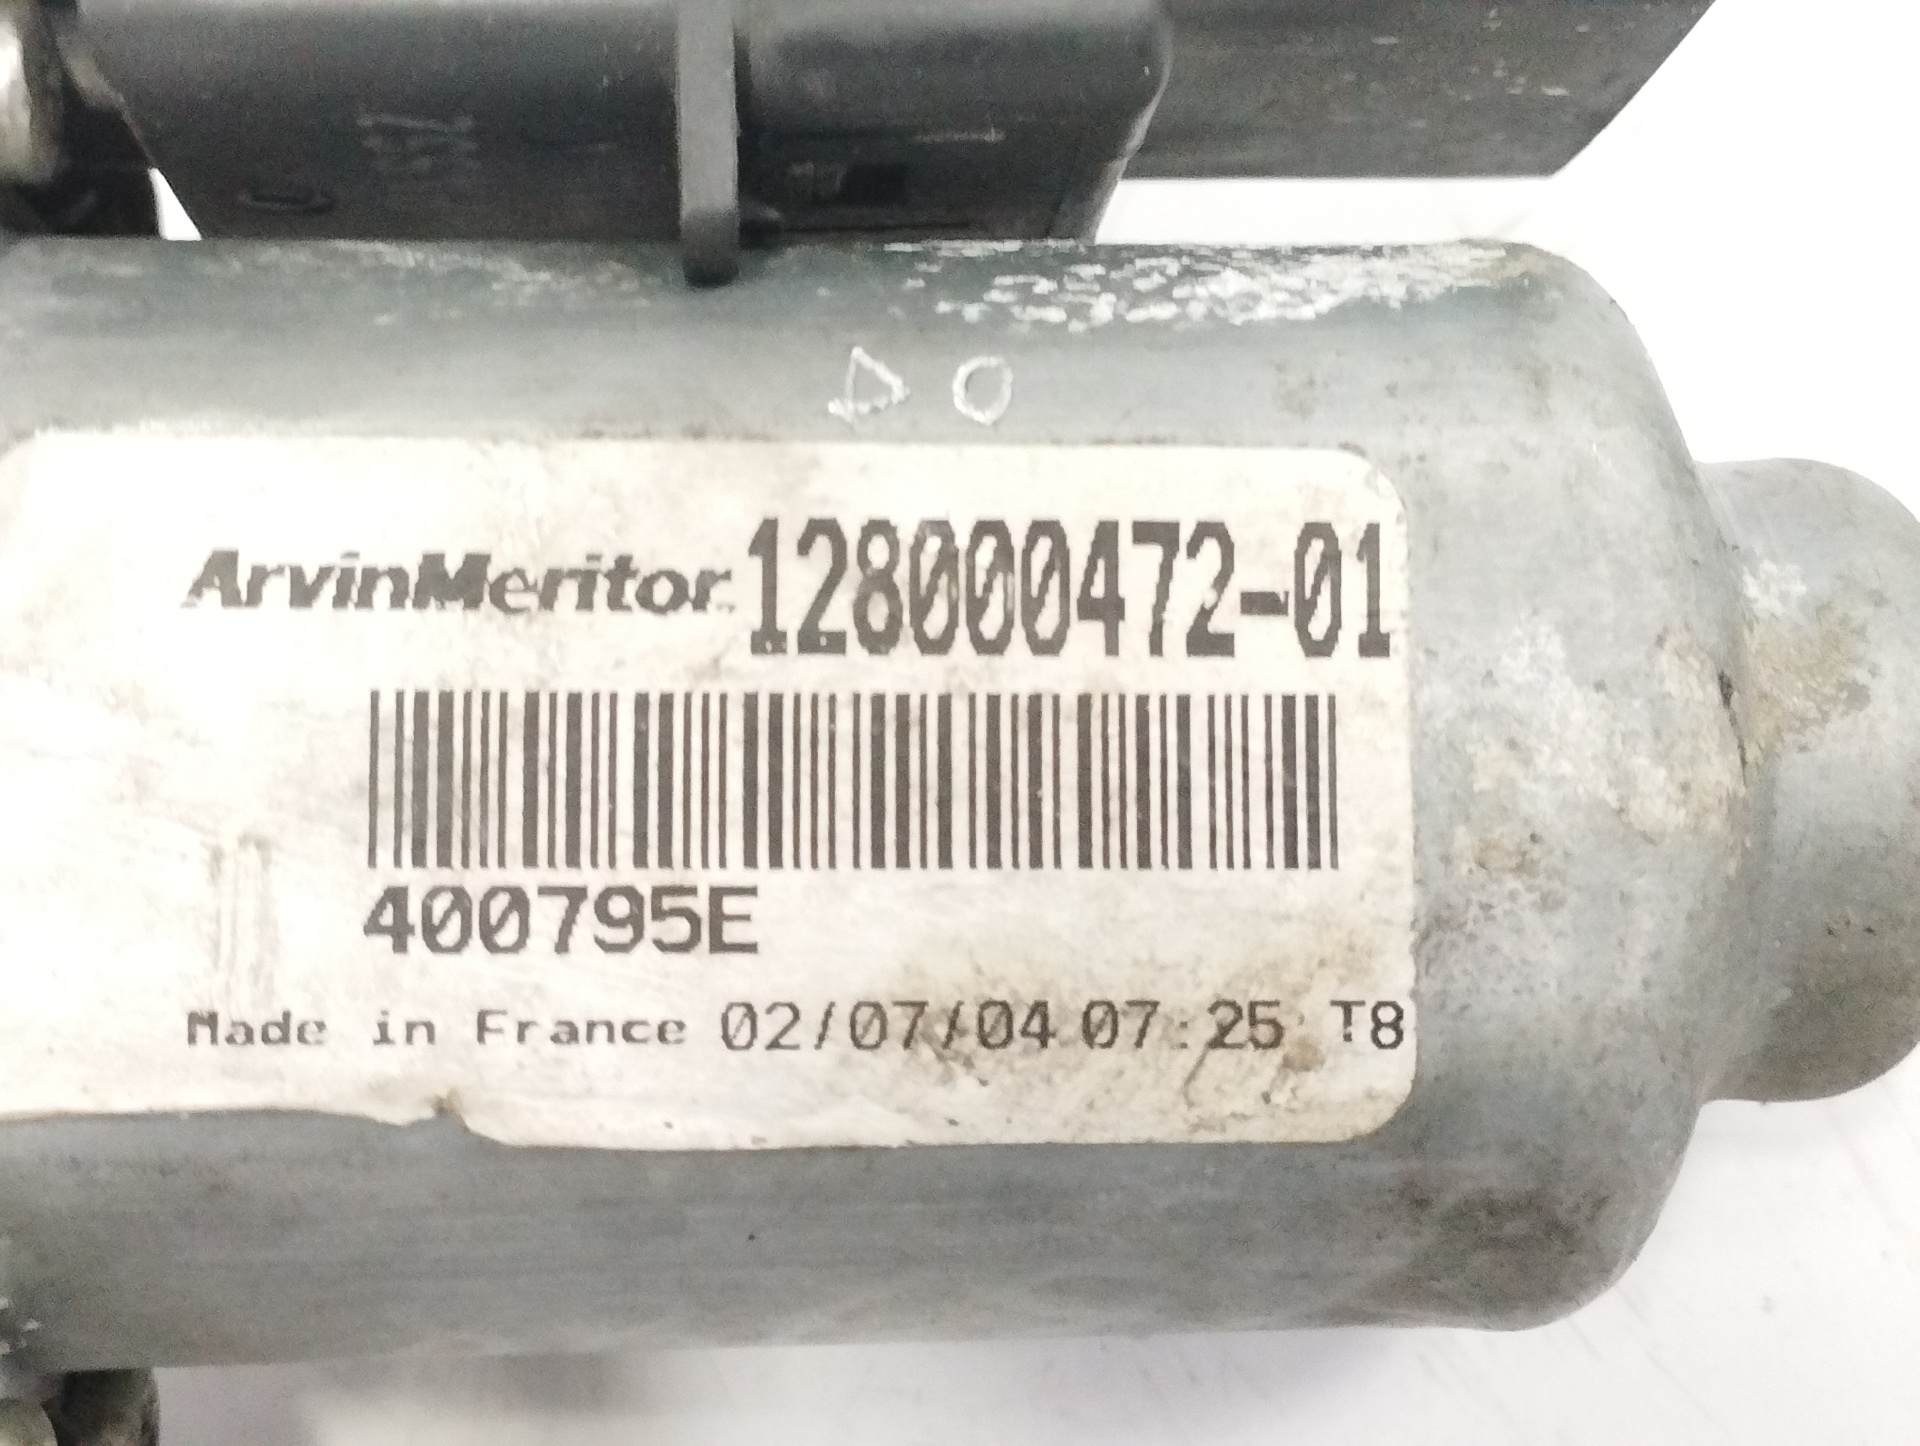 ArvinMeritor 128000472-01
400795E
Made in France 02/07/04 07:25 T8